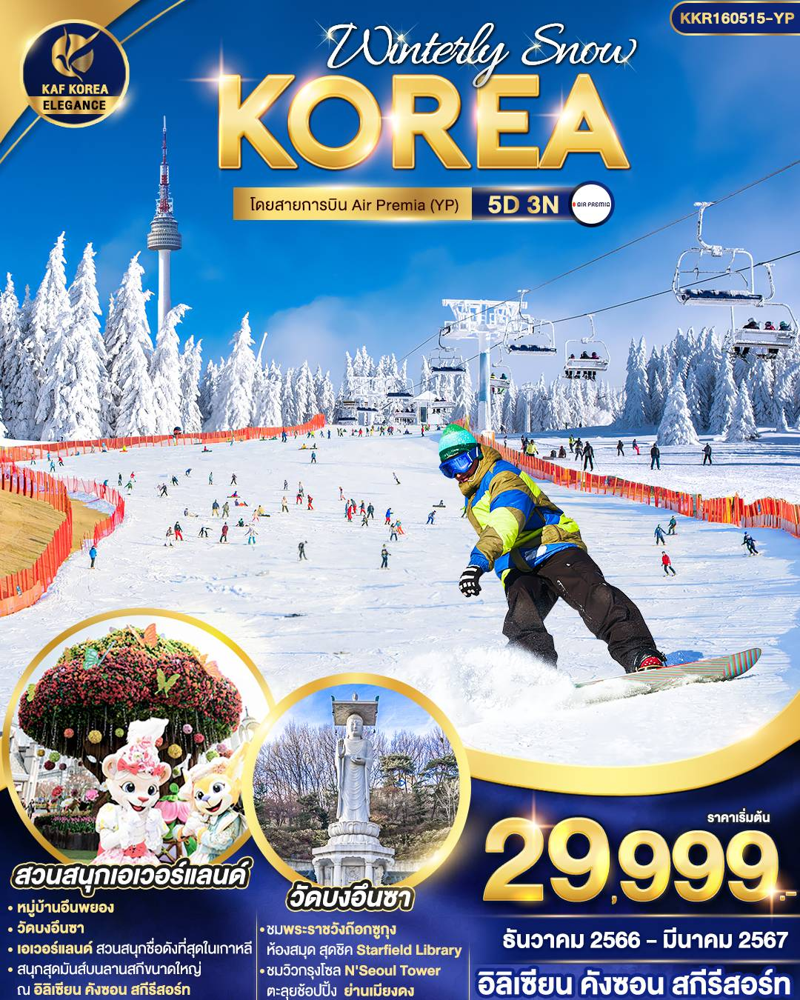 KKR160515-YP
KAF KOREA
ELEGANCE
Winterly Snow
KOREA
โดยสายการบิน Air Premia (YP)
5D 3N
AIR PREMIA
สวนสนุกเอเวอร์แลนด์
• หมู่บ้านอึนพยอง
• วัดบงอึนซา
• เอเวอร์แลนด์ สวนสนุกชื่อดังที่สุดในเกาหลี
• สนุกสุดมันส์บนลานสกีขนาดใหญ่
ณ อิลิเซียน คังซอน สกีรีสอร์ท
วัดบงอึนซา
• ชมพระราชวังถ๊อกซูกุง
ห้องสมุด สุดชิค Starfield Library
• ชมวิวกรุงโซล N'Seoul Tower
ตะลุยช้อปปิ้ง ย่านเมียงดง
ราคาเริ่มต้น
29,999.-
ธันวาคม 2566 - มีนาคม 2567
อิลิเซียน คังซอน สกีรีสอร์ท